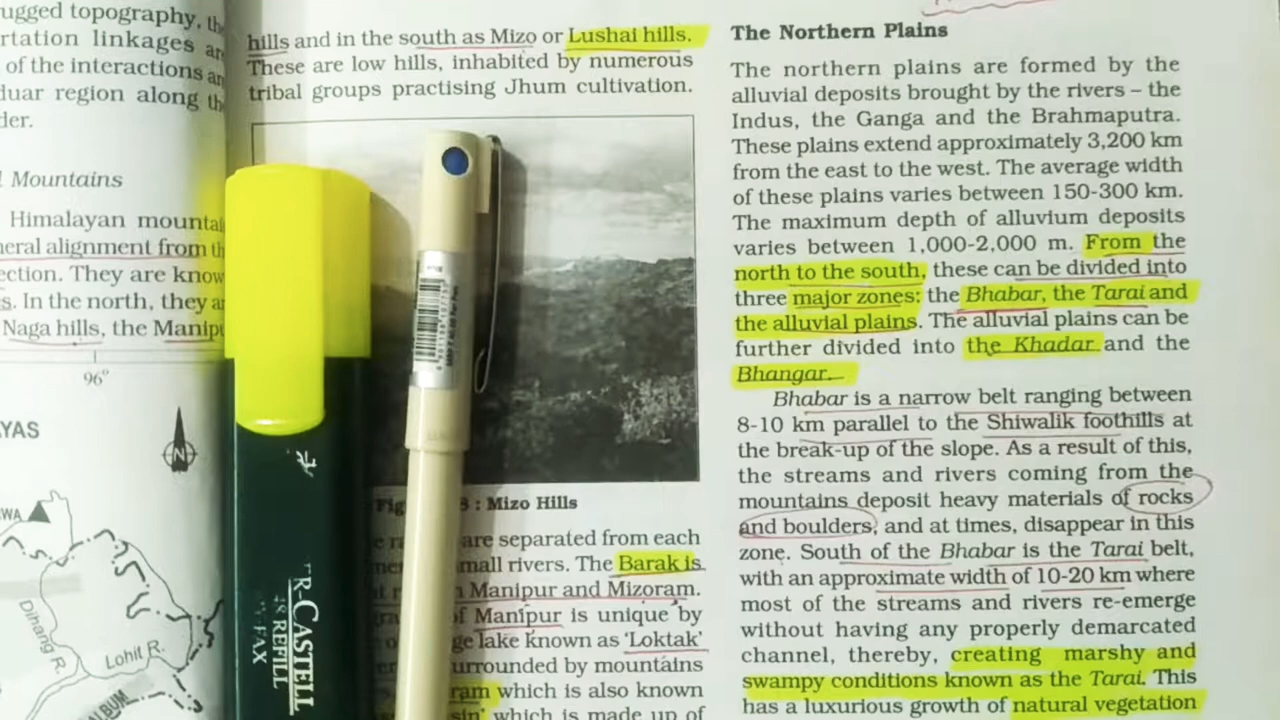 ugged topography, the
rtation linkages are
of the interactions
duar region along the
der.
Mountains
Himalayan
alignment from
ection. They are know
s. In the north, they
Naga hills, the
96°
YAS
N
WA
Dihang R.
Lohit R.
hills and in the south as Mizo or Lushai hills.
These are low hills, inhabited by numerous
tribal groups practising Jhum cultivation.
8 : Mizo Hills
are separated from each
small rivers. The Barak is
Manipur and Mizoram.
of Manipur is unique by
lake known as 'Loktak'
surrounded by mountains
which is also known
which is made up of
R-CASTELL
48 REFILL
The Northern Plains
The northern plains are formed by the
alluvial deposits brought by the rivers – the
Indus, the Ganga and the Brahmaputra.
These plains extend approximately 3,200 km
from the east to the west. The average width
of these plains varies between 150-300 km.
The maximum depth of alluvium deposits
varies between 1,000-2,000 m. From the
north to the south, these can be divided into
three major zones: the Bhabar, the Tarai and
the alluvial plains. The alluvial plains can be
further divided into the Khadar and the
Bhangar.
Bhabar is a narrow belt ranging between
8-10 km parallel to the Shiwalik foothills at
the break-up of the slope. As a result of this,
the streams and rivers coming from the
mountains deposit heavy materials of rocks
and boulders, and at times, disappear in this
zone. South of the Bhabar is the Tarai belt,
with an approximate width of 10-20 km where
most of the streams and rivers re-emerge
without having any properly demarcated
channel, thereby, creating marshy and
swampy conditions known as the Tarai. This
has a luxurious growth of natural vegetation